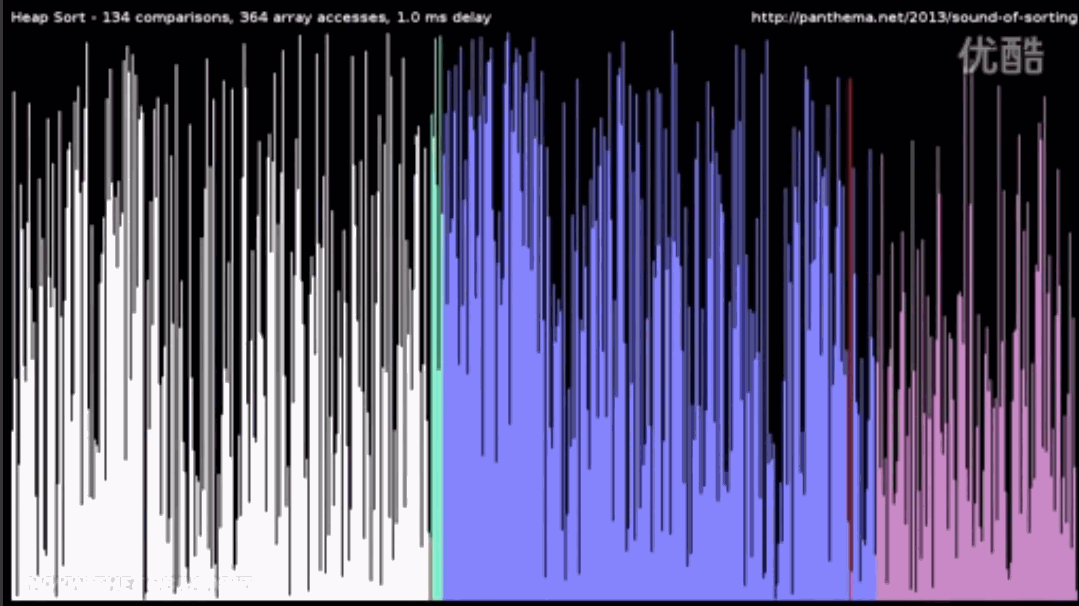 Heap Sort - 134 comparisons, 364 array accesses, 1.0 ms delay
http://panthema.net/2013/sound-of-sorting
优酷